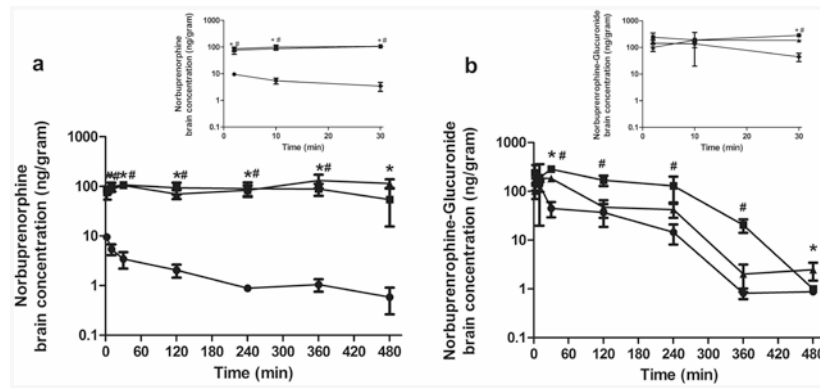 a
Norbuprenorphine
brain concentration (ng/gram)
1000
100
10
1
0.1
* #
* #
* #
0
10
20
30
Time (min)
Norbuprenorphine
brain concentration (ng/gram)
1000
100
10
1
0.1
*#
*#
*#
*#
*#
*
0 60 120 180 240 300 360 420 480
Time (min)
b
Norbuprenrophine-Glucuronide
brain concentration (ng/gram)
1000
100
10
1
0.1
* #
0
10
20
30
Time (min)
Norbuprenrophine-Glucuronide
brain concentration (ng/gram)
1000
100
10
1
0.1
* #
#
#
#
*
0 60 120 180 240 300 360 420 480
Time (min)